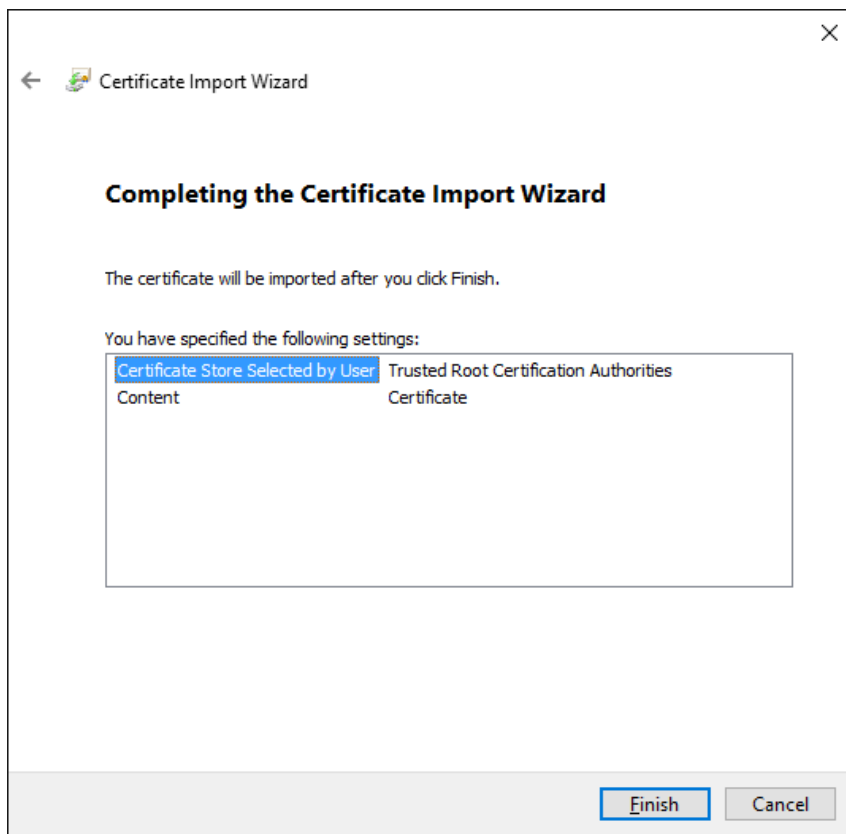 Certificate Import Wizard
Completing the Certificate Import Wizard
The certificate will be imported after you click Finish.
You have specified the following settings:
Certificate Store Selected by User Trusted Root Certification Authorities
Content Certificate
Finish Cancel